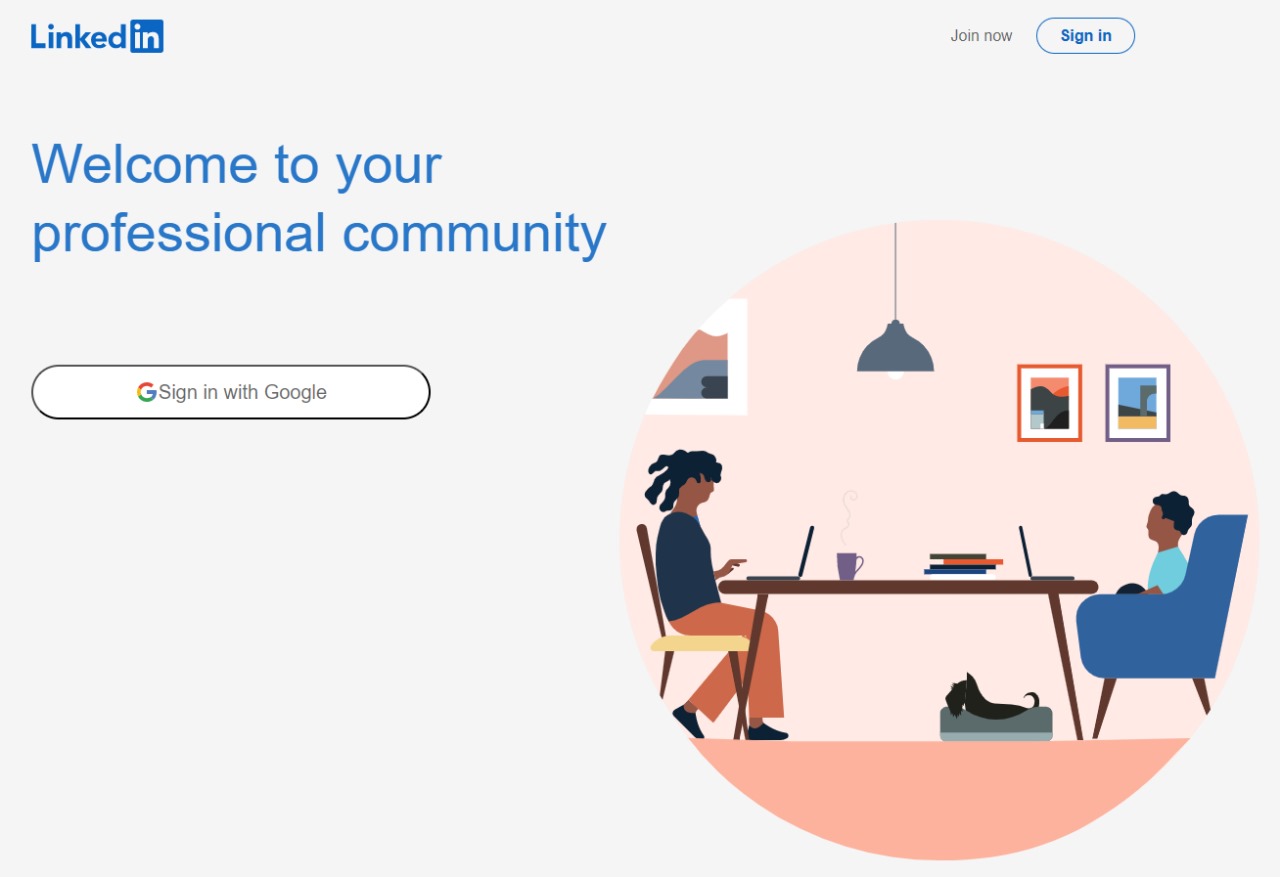 LinkedIn
Join now
Sign in
Welcome to your
professional community
Sign in with Google